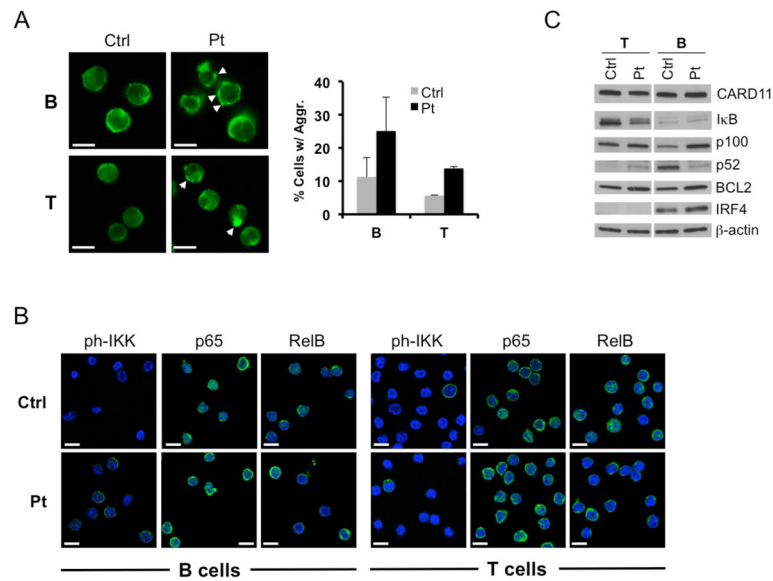 A
Ctrl Pt
B
T
% Cells w/ Aggr.
40
30
20
10
0
Ctrl
Pt
B T
C
T B
Ctrl Pt Ctrl Pt
CARD11
IκB
p100
p52
BCL2
IRF4
β-actin
B
ph-IKK p65 RelB ph-IKK p65 RelB
Ctrl
Pt
B cells T cells